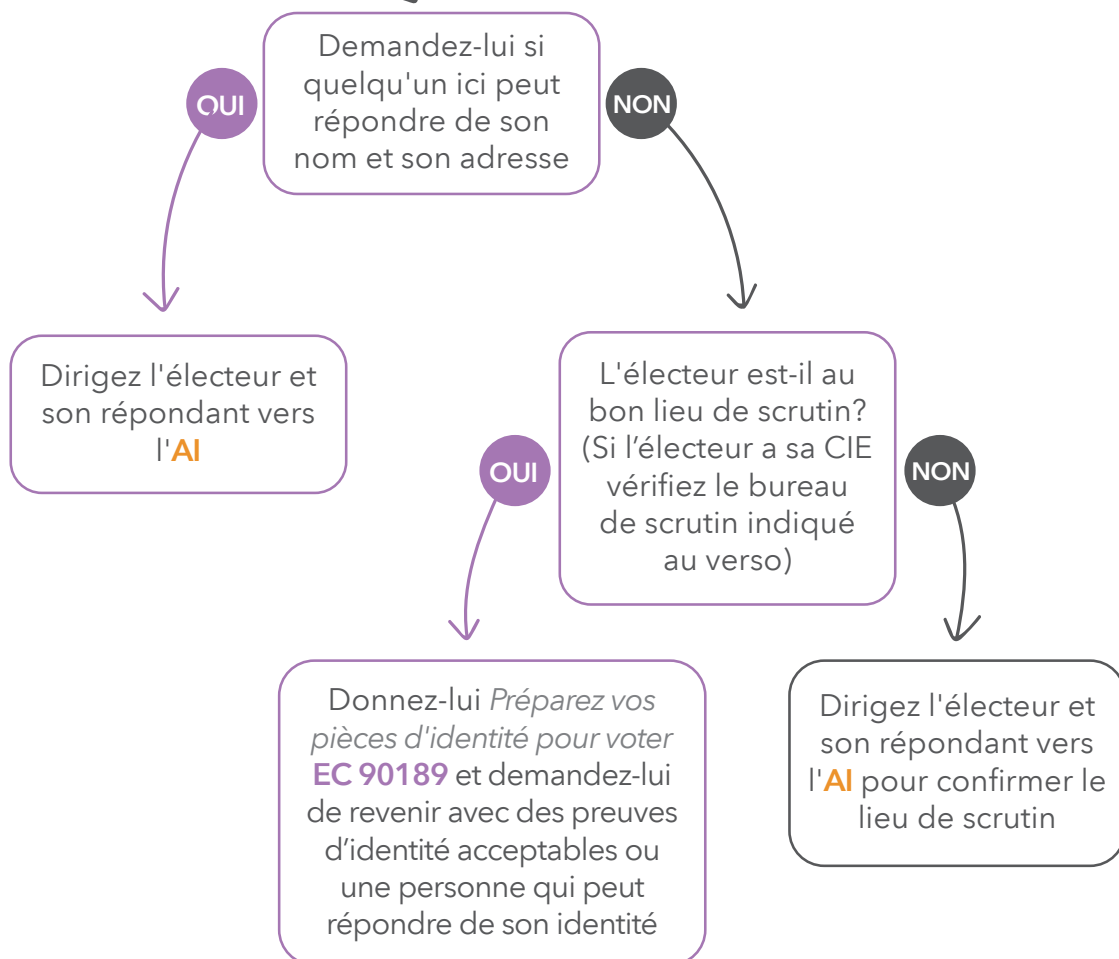 Demandez-lui si
quelqu'un ici peut
répondre de son
nom et son adresse
OUI
NON
Dirigez l'électeur et
son répondant vers
l'AI
L'électeur est-il au
bon lieu de scrutin?
(Si l’électeur a sa CIE
vérifiez le bureau
de scrutin indiqué
au verso)
OUI
NON
Donnez-lui Préparez vos
pièces d'identité pour voter
EC 90189 et demandez-lui
de revenir avec des preuves
d’identité acceptables ou
une personne qui peut
répondre de son identité
Dirigez l'électeur et
son répondant vers
l'AI pour confirmer le
lieu de scrutin